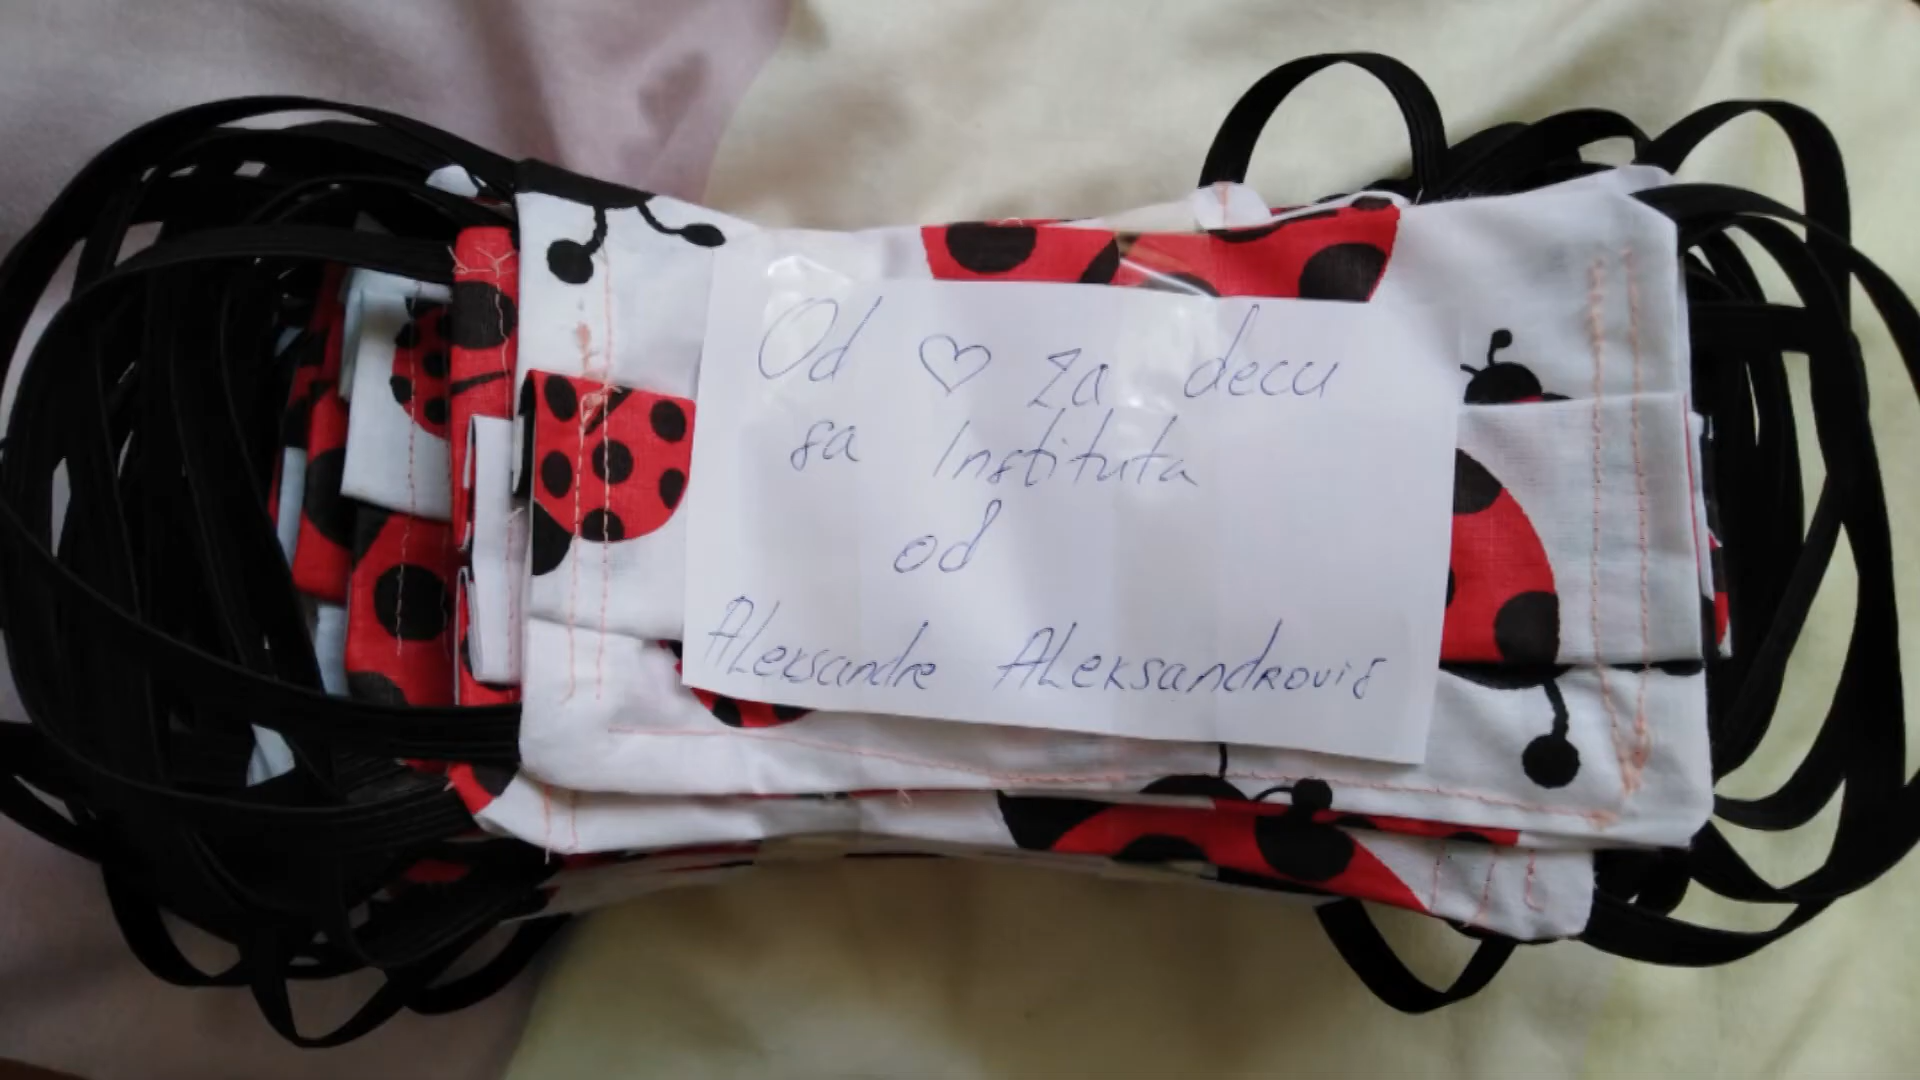 Od ♡ za decu
sa Instituta
od
Aleksandre Aleksandrović